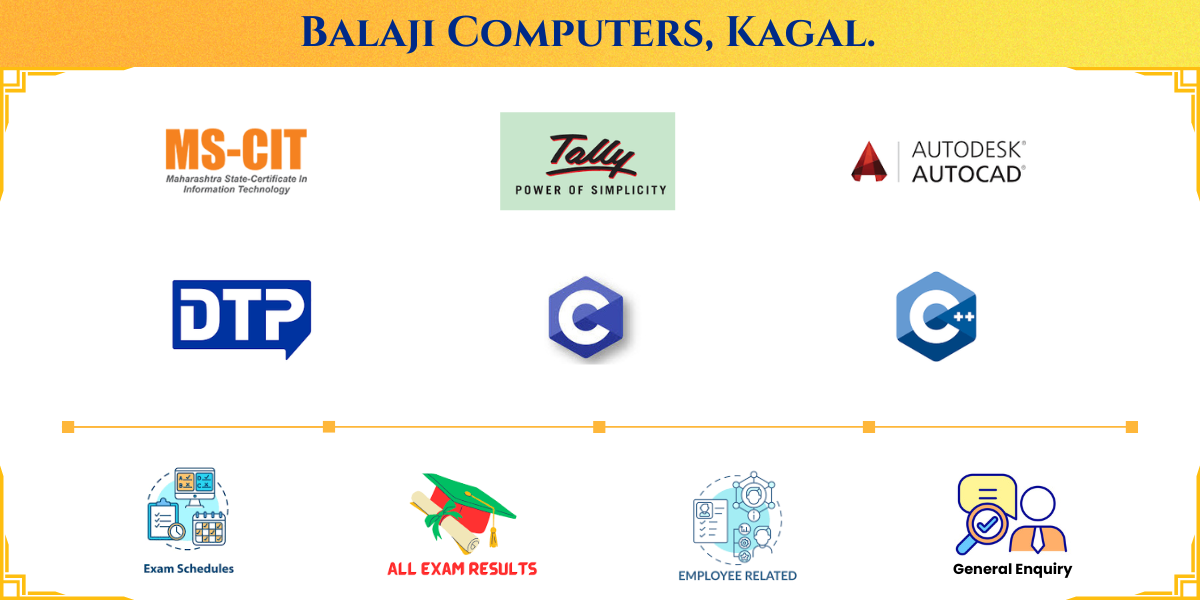 Balaji Computers, Kagal.
MS-CIT
Maharashtra State-Certificate In
Information Technology
Tally
POWER OF SIMPLICITY
AUTODESK®
AUTOCAD®
DTP
C
C++
Exam Schedules
ALL EXAM RESULTS
EMPLOYEE RELATED
General Enquiry